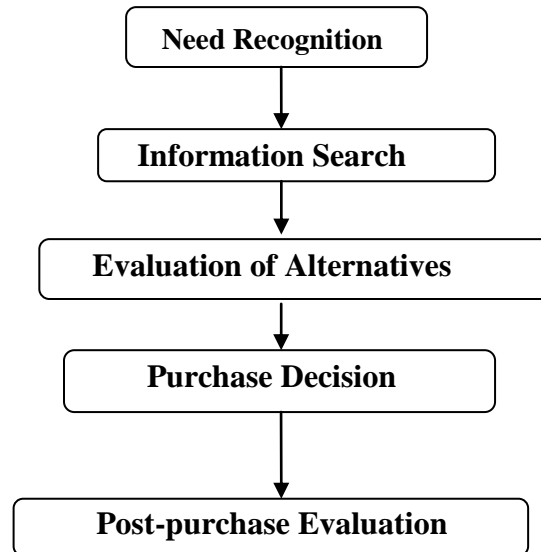 Need Recognition
Information Search
Evaluation of Alternatives
Purchase Decision
Post-purchase Evaluation